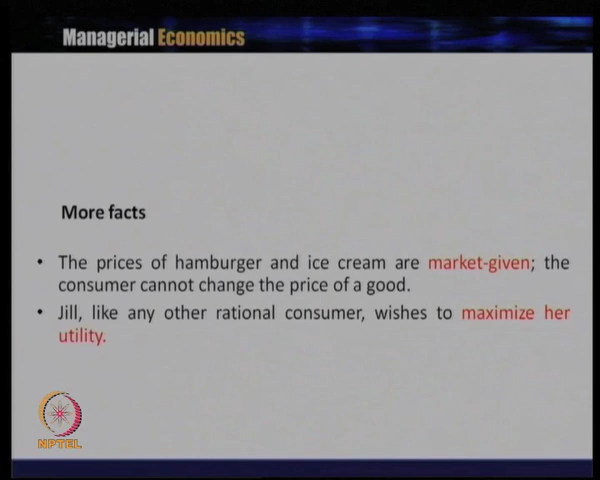 Managerial Economics
More facts
• The prices of hamburger and ice cream are market-given; the
consumer cannot change the price of a good.
• Jill, like any other rational consumer, wishes to maximize her
utility.
NPTEL